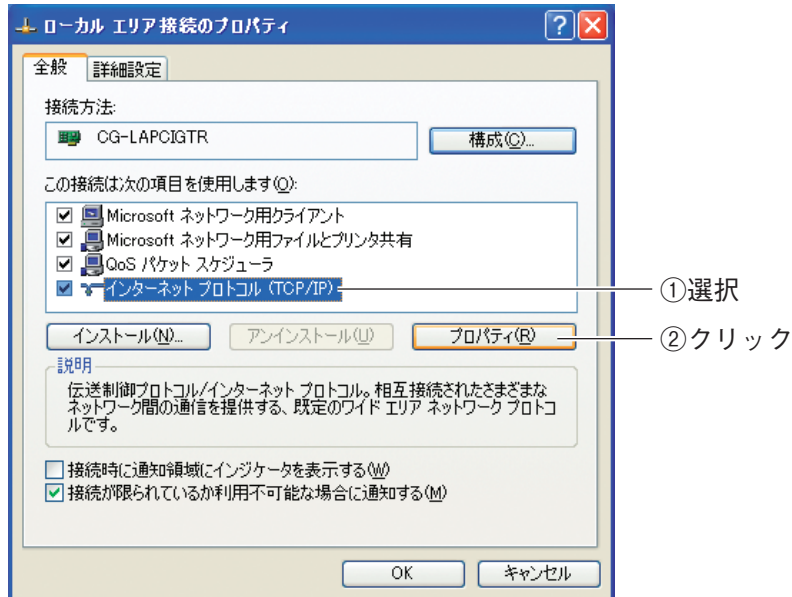 ローカル エリア接続のプロパティ
全般 詳細設定
接続方法:
CG-LAPCIGTR 構成(C)...
この接続は次の項目を使用します(O):
Microsoft ネットワーク用クライアント
Microsoft ネットワーク用ファイルとプリンタ共有
QoS パケット スケジューラ
インターネット プロトコル (TCP/IP) ①選択
インストール(N)... アンインストール(U) プロパティ(R) ②クリック
説明
伝送制御プロトコル/インターネット プロトコル。相互接続されたさまざまな
ネットワーク間の通信を提供する、既定のワイド エリア ネットワーク プロトコ
ルです。
接続時に通知領域にインジケータを表示する(W)
接続が限られているか利用不可能な場合に通知する(M)
OK キャンセル